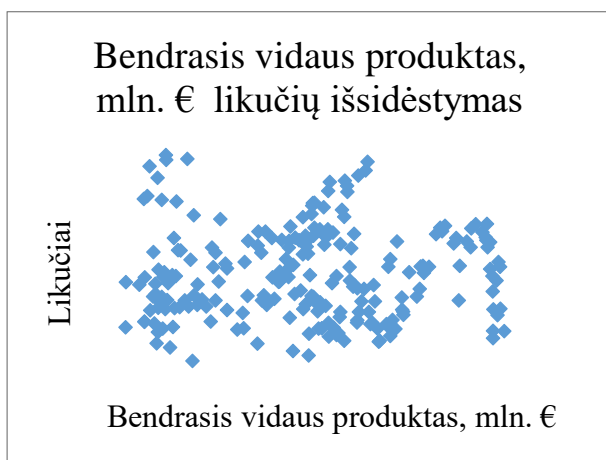 Bendrasis vidaus produktas,
mln. € likučių išsidėstymas
Likučiai
Bendrasis vidaus produktas, mln. €